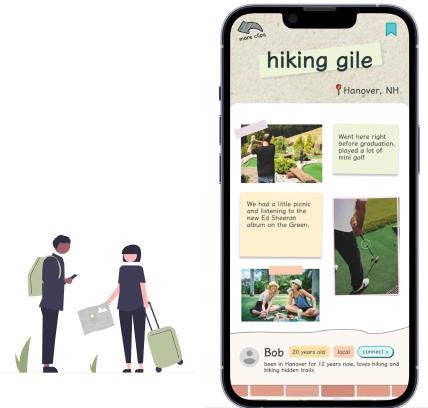 more clips
hiking gile
Hanover, NH
Went here right
before graduation,
played a lot of
mini golf
We had a little picnic
and listening to the
new Ed Sheeran
album on the Green.
Bob
20 years old
local
connect >
been in Hanover for 12 years now, loves hiking and
biking hidden trails